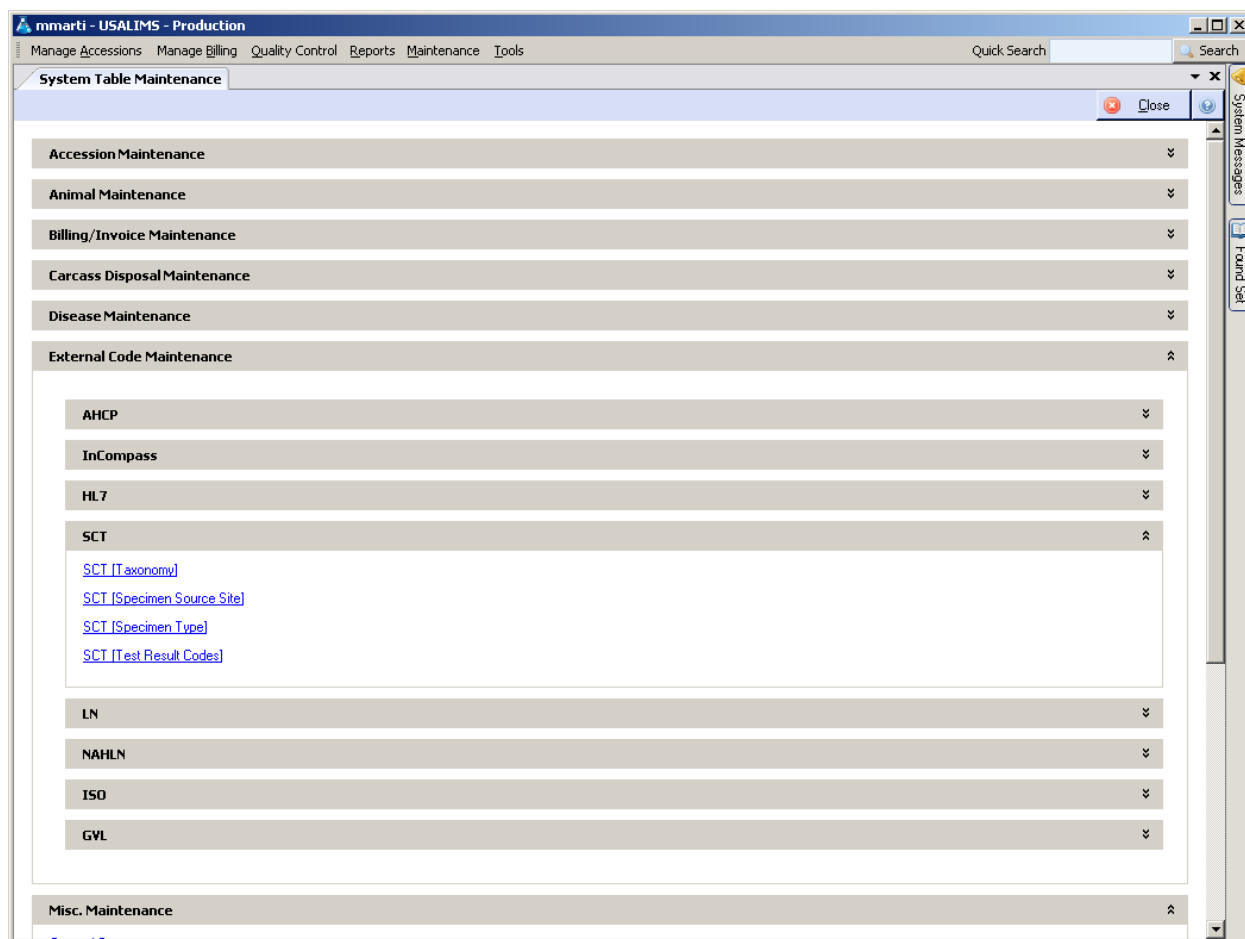 mmarti - USALIMS - Production
Manage Accessions Manage Billing Quality Control Reports Maintenance Tools Quick Search Search
System Table Maintenance
Close
System Messages
Found Set
Accession Maintenance
Animal Maintenance
Billing/Invoice Maintenance
Carcass Disposal Maintenance
Disease Maintenance
External Code Maintenance
AHCP
InCompass
HL7
SCT
SCT [Taxonomy]
SCT [Specimen Source Site]
SCT [Specimen Type]
SCT [Test Result Codes]
LN
NAHLN
ISO
GVL
Misc. Maintenance